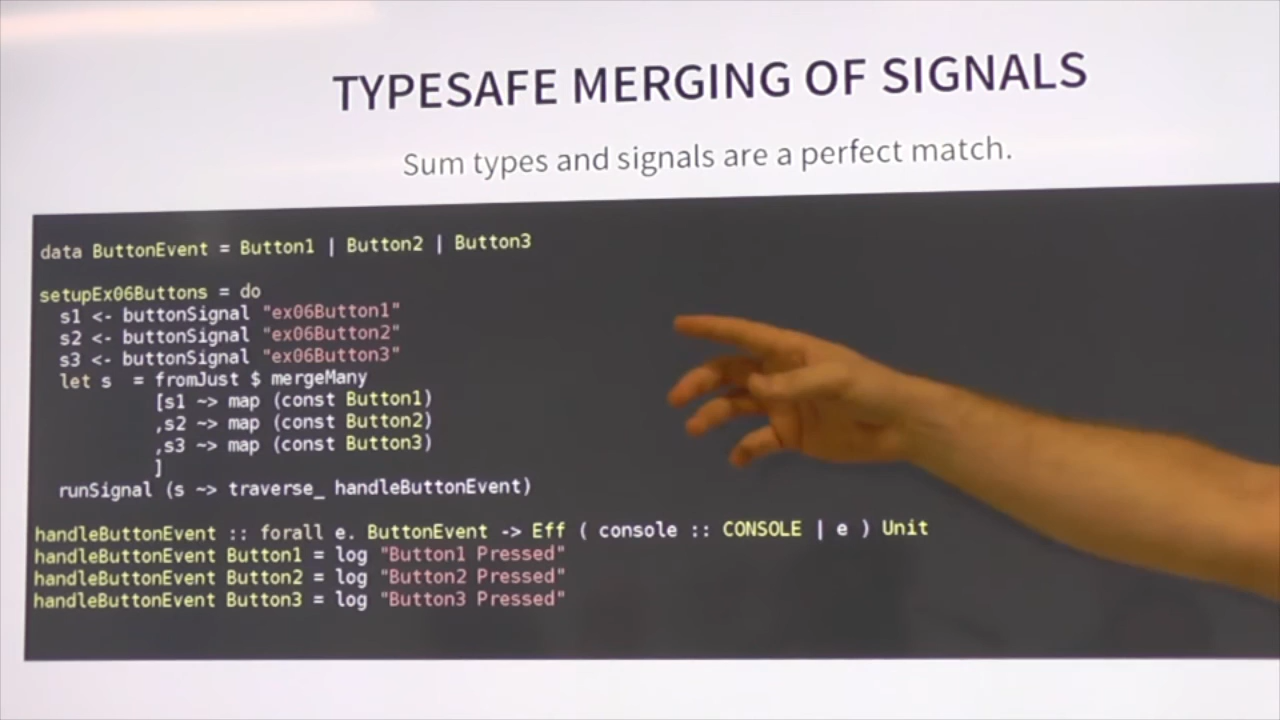 TYPESAFE MERGING OF SIGNALS
Sum types and signals are a perfect match.
data ButtonEvent = Button1 | Button2 | Button3
setupEx06Buttons = do
s1 <- buttonSignal "ex06Button1"
s2 <- buttonSignal "ex06Button2"
s3 <- buttonSignal "ex06Button3"
let s = fromJust $ mergeMany
[s1 ~> map (const Button1)
,s2 ~> map (const Button2)
,s3 ~> map (const Button3)
]
runSignal (s ~> traverse_ handleButtonEvent)
handleButtonEvent :: forall e. ButtonEvent -> Eff ( console :: CONSOLE | e ) Unit
handleButtonEvent Button1 = log "Button1 Pressed"
handleButtonEvent Button2 = log "Button2 Pressed"
handleButtonEvent Button3 = log "Button3 Pressed"